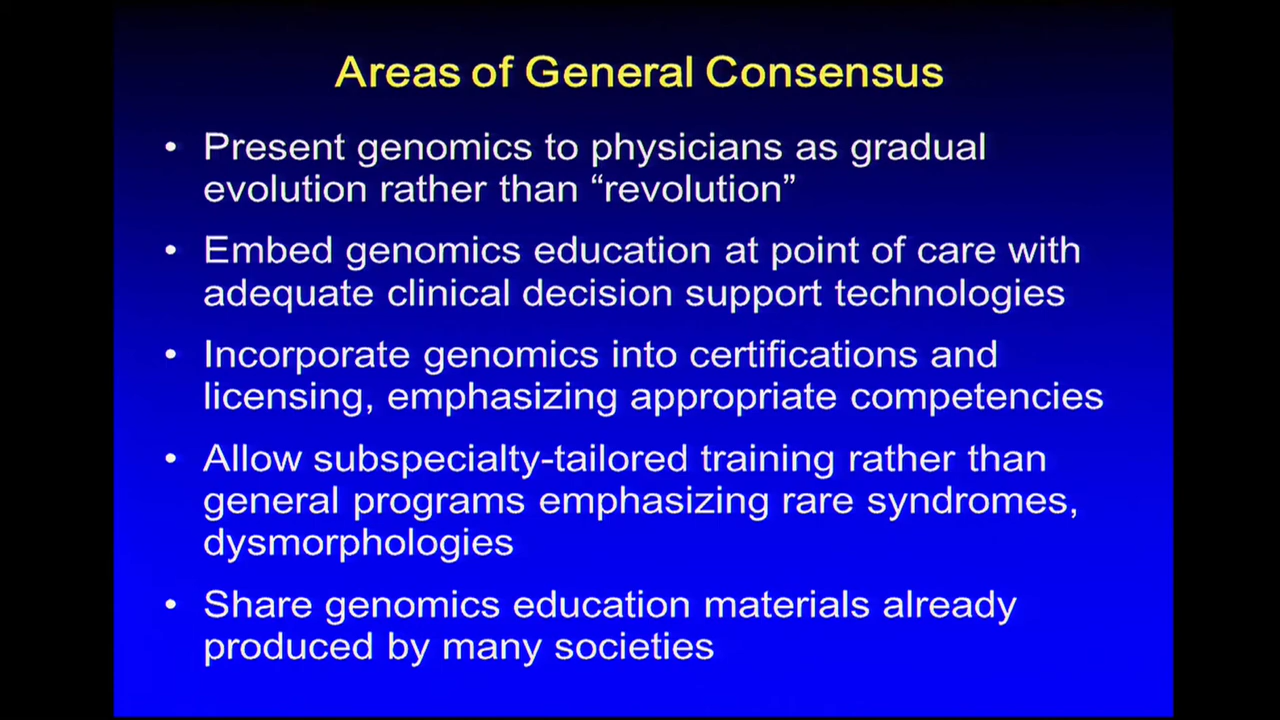 Areas of General Consensus
• Present genomics to physicians as gradual
evolution rather than “revolution”
• Embed genomics education at point of care with
adequate clinical decision support technologies
• Incorporate genomics into certifications and
licensing, emphasizing appropriate competencies
• Allow subspecialty-tailored training rather than
general programs emphasizing rare syndromes,
dysmorphologies
• Share genomics education materials already
produced by many societies